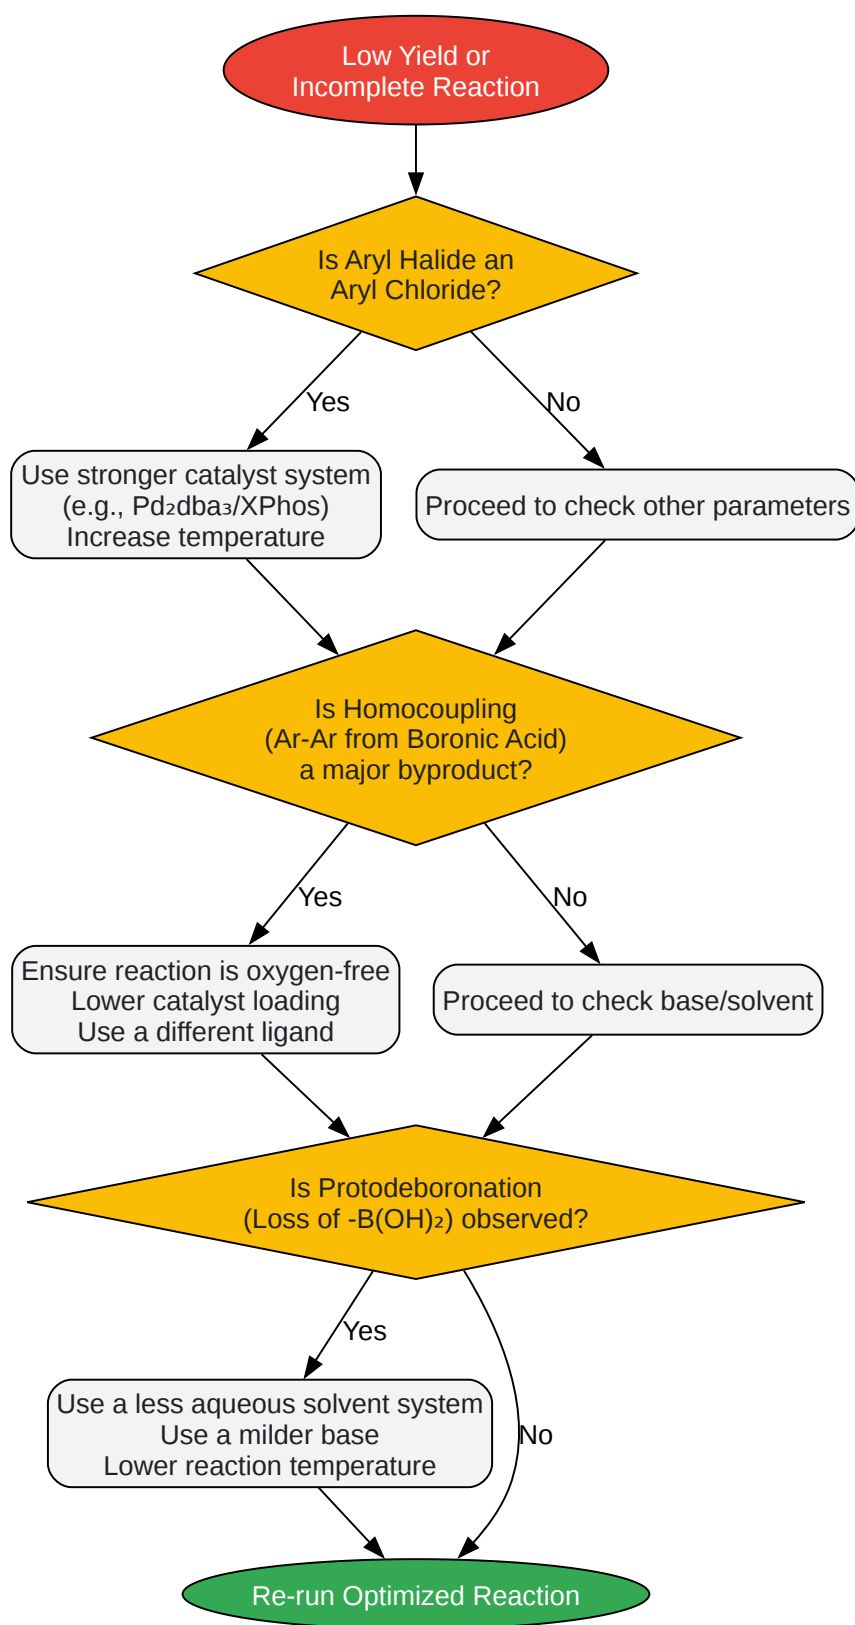 Low Yield or
Incomplete Reaction
Is Aryl Halide an
Aryl Chloride?
Yes
No
Use stronger catalyst system
(e.g., Pd₂dba₃/XPhos)
Increase temperature
Proceed to check other parameters
Is Homocoupling
(Ar-Ar from Boronic Acid)
a major byproduct?
Yes
No
Ensure reaction is oxygen-free
Lower catalyst loading
Use a different ligand
Proceed to check base/solvent
Is Protodeboronation
(Loss of -B(OH)₂) observed?
Yes
No
Use a less aqueous solvent system
Use a milder base
Lower reaction temperature
Re-run Optimized Reaction